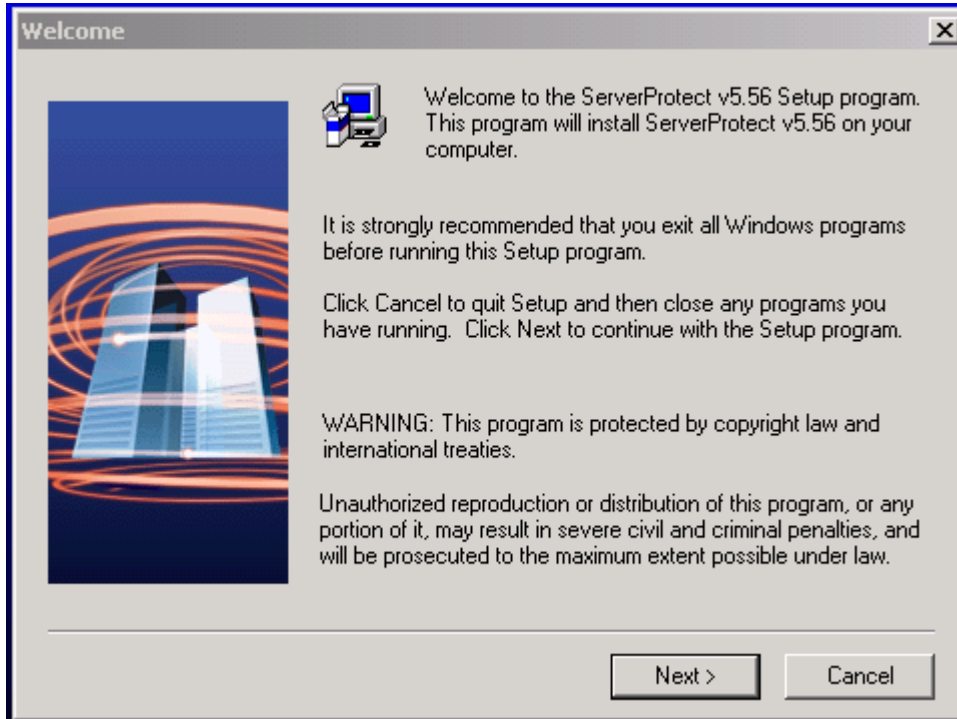 Welcome
Welcome to the ServerProtect v5.56 Setup program.
This program will install ServerProtect v5.56 on your
computer.
It is strongly recommended that you exit all Windows programs
before running this Setup program.
Click Cancel to quit Setup and then close any programs you
have running.  Click Next to continue with the Setup program.
WARNING: This program is protected by copyright law and
international treaties.
Unauthorized reproduction or distribution of this program, or any
portion of it, may result in severe civil and criminal penalties, and
will be prosecuted to the maximum extent possible under law.
Next >
Cancel